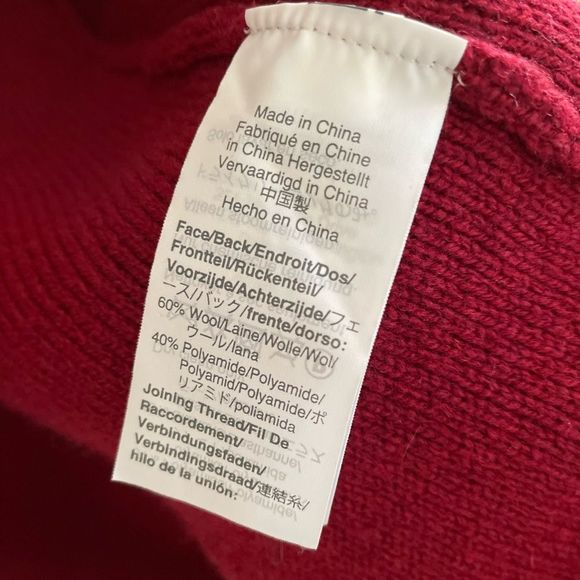 Made in China
Fabriqué en Chine
in China Hergestellt
Vervaardigd in China
中国製
Hecho en China
Face/Back/Endroit/Dos/
Frontteil/Rückenteil/
Voorzijde/Achterzijde/フェ
ース/バック/frente/dorso:
60% Wool/Laine/Wolle/Wol/
ウール/lana
40% Polyamide/Polyamide/
Polyamid/Polyamide/ポ
リアミド/poliamida
Joining Thread/Fil De
Raccordement/
Verbindungsfaden/
Verbindingsdraad/連結糸/
hilo de la unión: